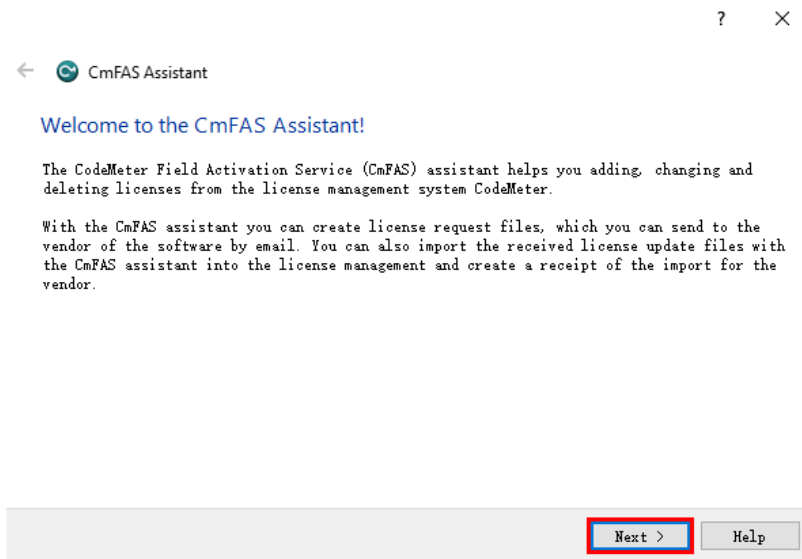 ?
CmFAS Assistant
Welcome to the CmFAS Assistant!
The CodeMeter Field Activation Service (CmFAS) assistant helps you adding, changing and
deleting licenses from the license management system CodeMeter.
With the CmFAS assistant you can create license request files, which you can send to the
vendor of the software by email. You can also import the received license update files with
the CmFAS assistant into the license management and create a receipt of the import for the
vendor.
Next >
Help